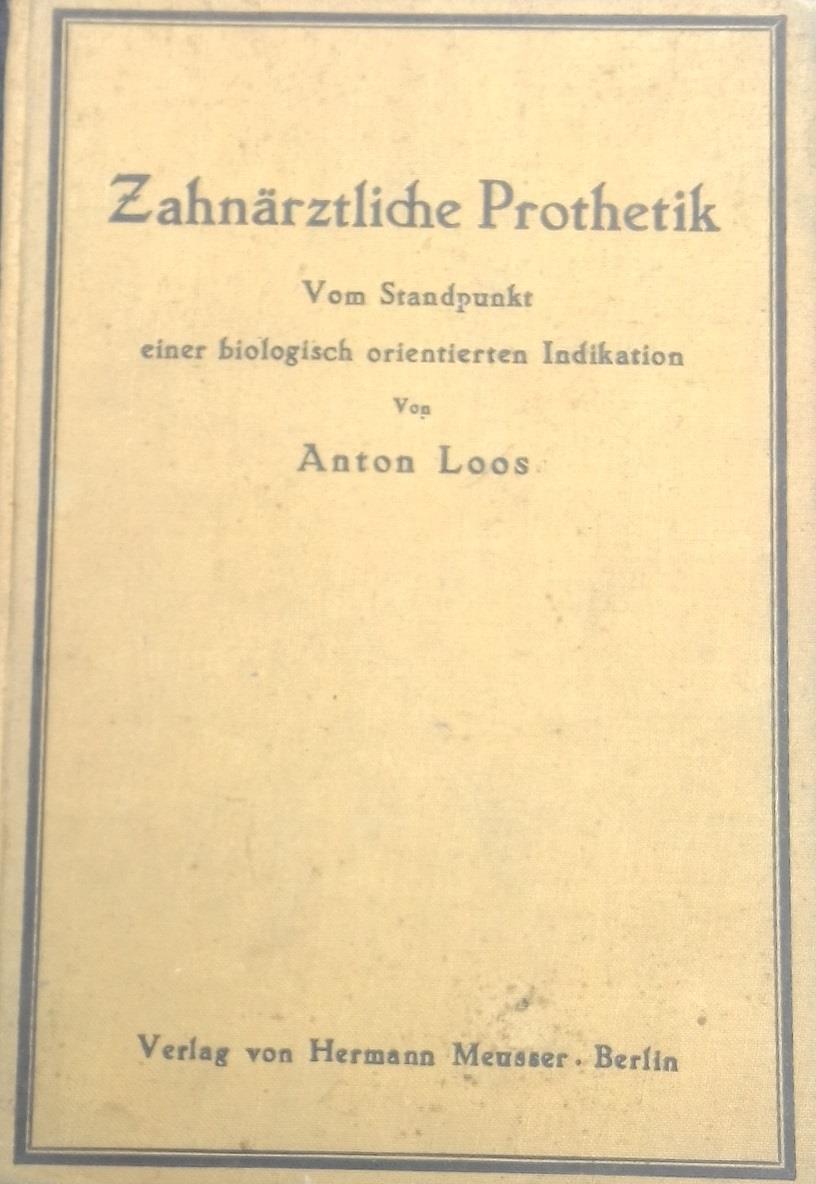 Zahnärztliche Prothetik
Vom Standpunkt
einer biologisch orientierten Indikation
Von
Anton Loos
Verlag von Hermann Meusser · Berlin